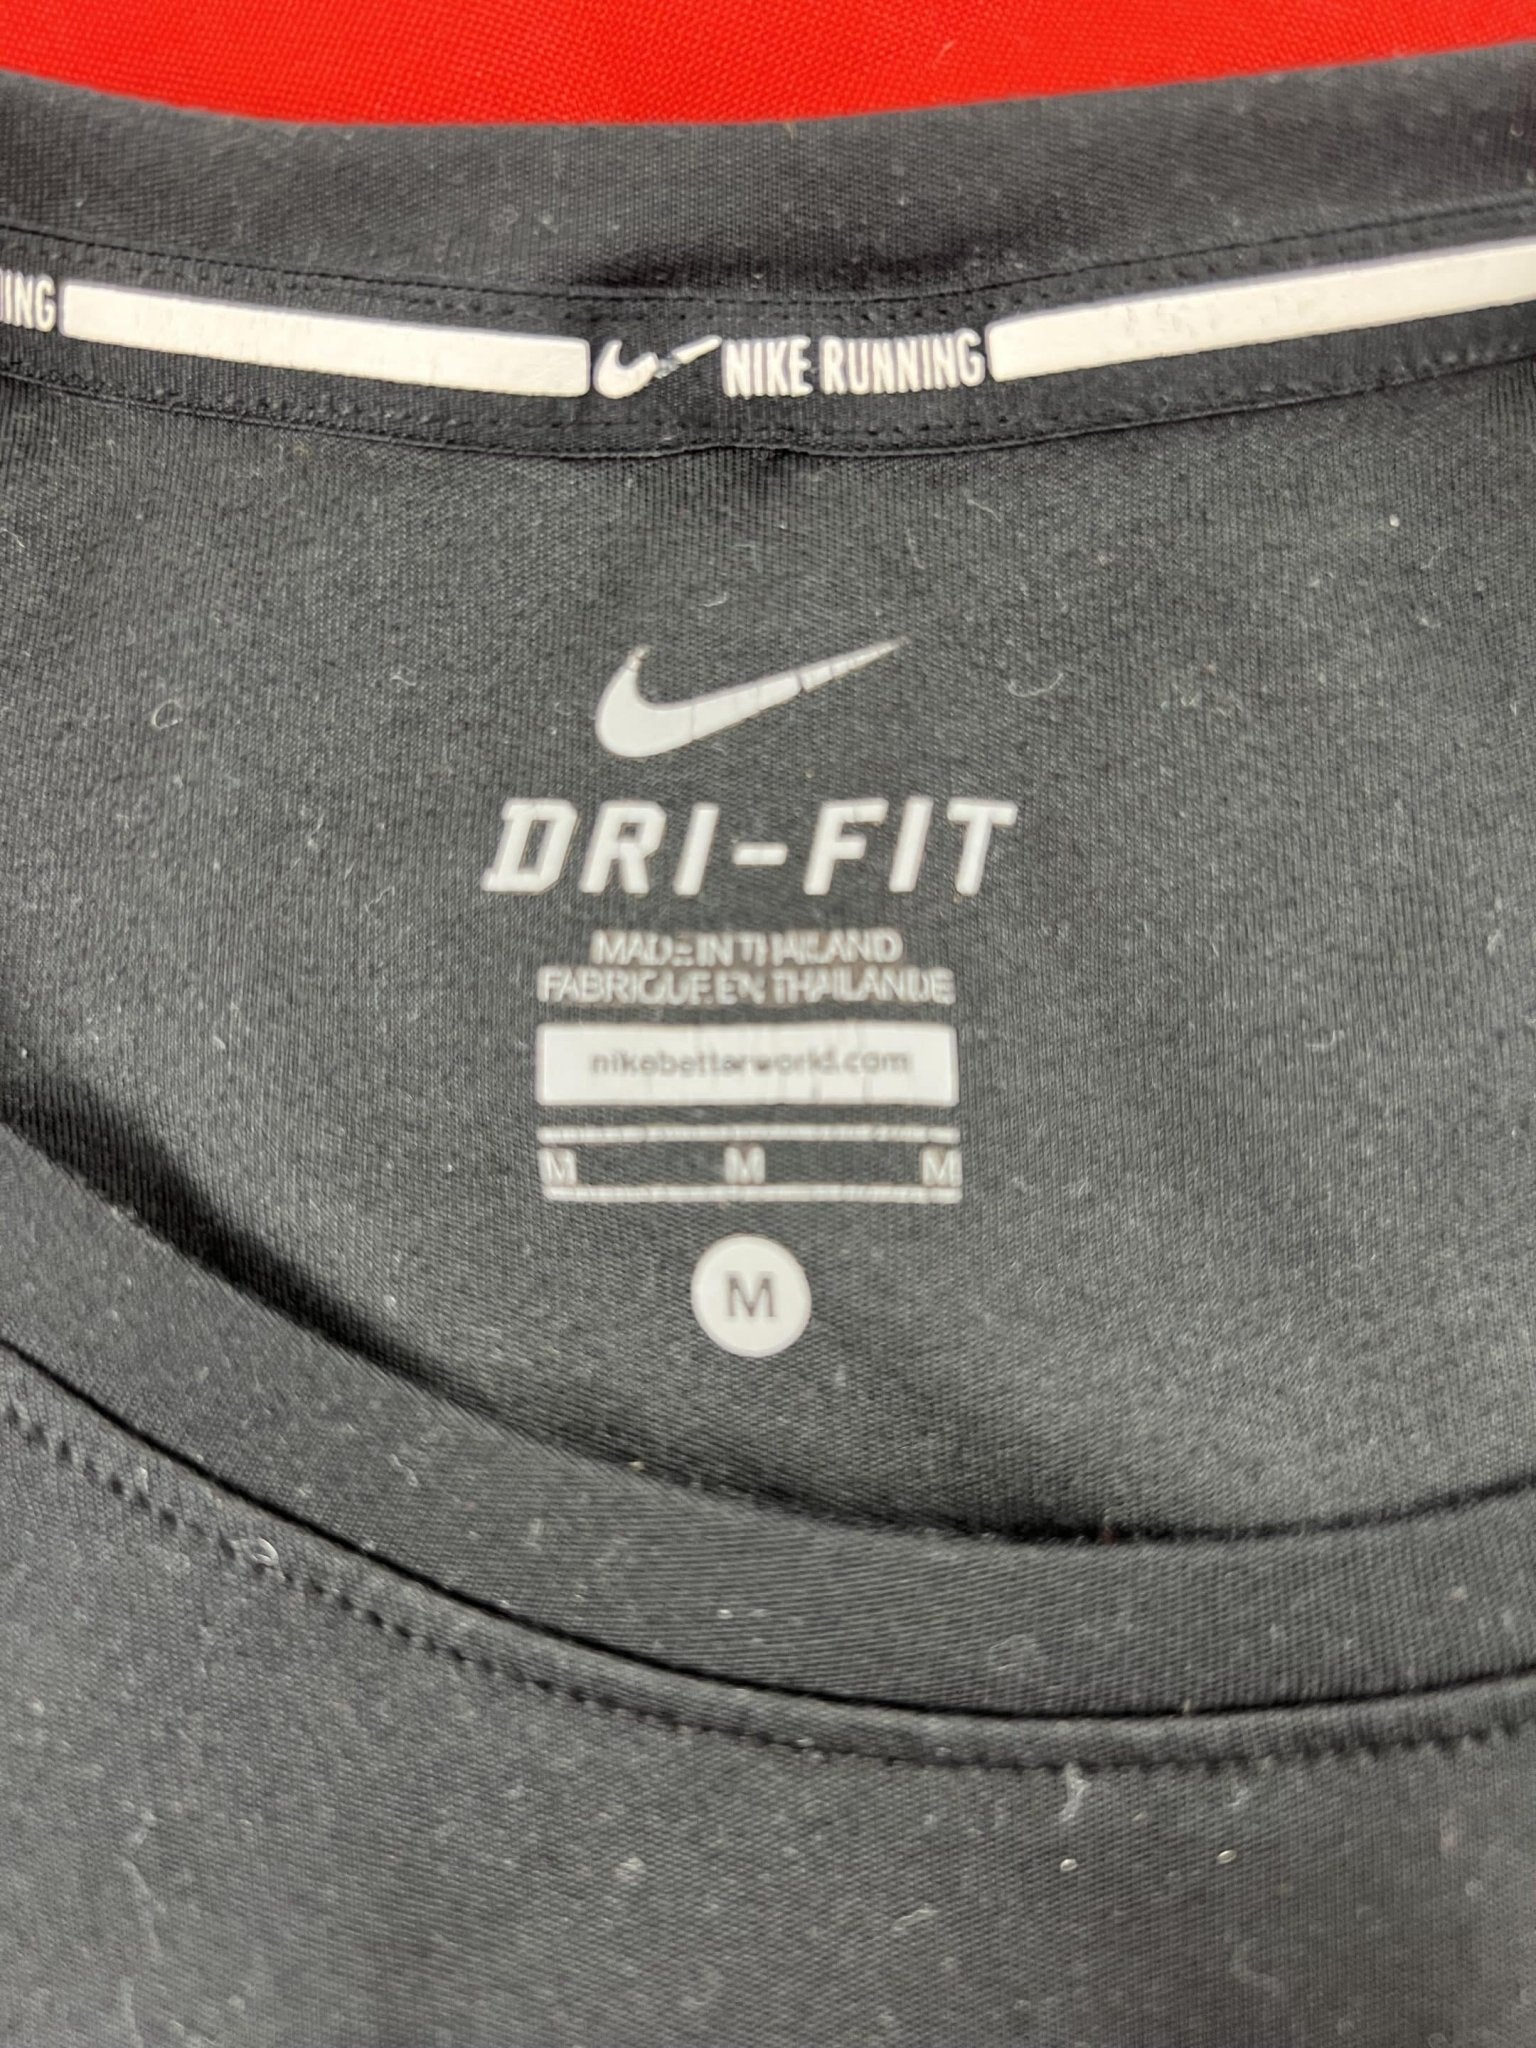 NING
NIKE RUNNING
DRI-FIT
MADE IN THAILAND
FABRIQUE EN THAILANDE
nikebetterworld.com
M M M
M